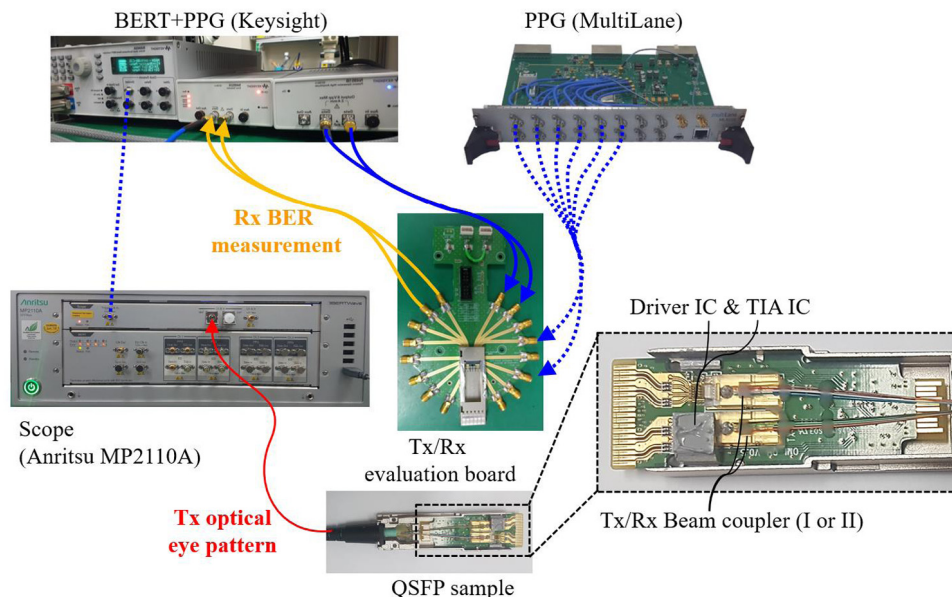 BERT+PPG (Keysight)
PPG (MultiLane)
Rx BER
measurement
Anritsu
MP2110A
Driver IC & TIA IC
Scope
(Anritsu MP2110A)
Tx/Rx
evaluation board
Tx optical
eye pattern
Tx/Rx Beam coupler (I or II)
QSFP sample